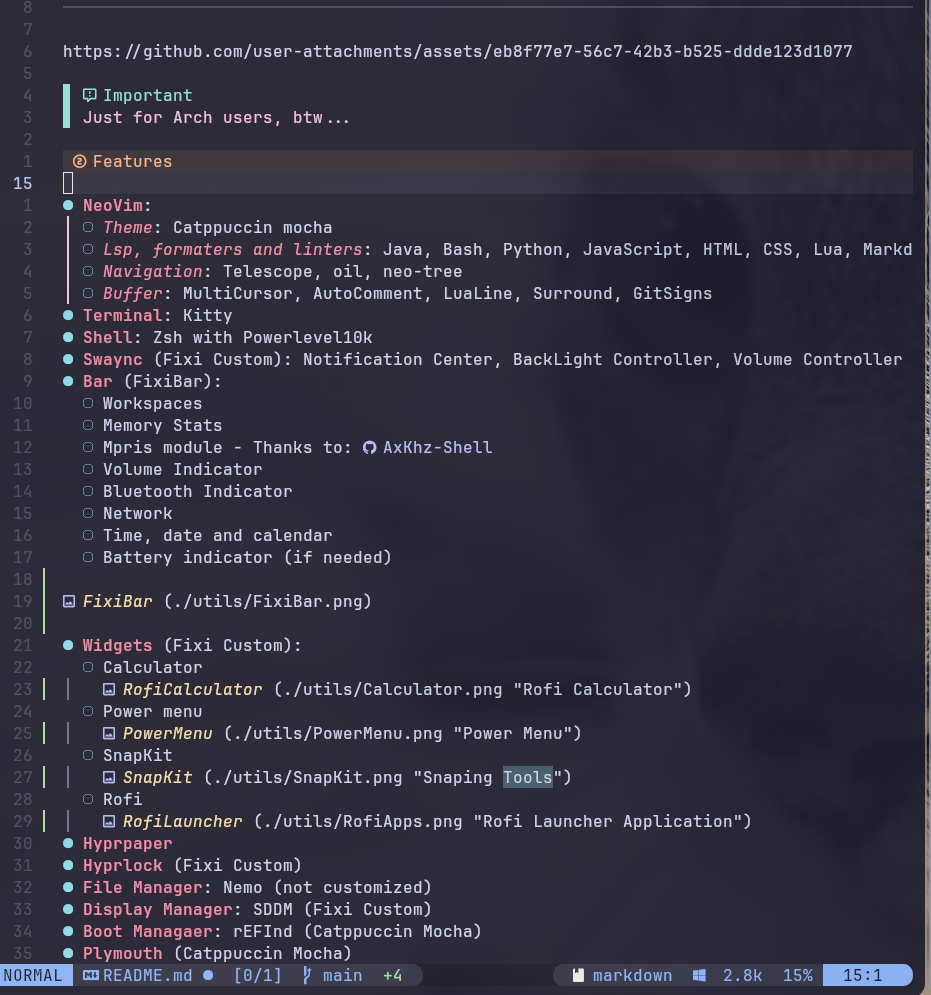 8
7
6 https://github.com/user-attachments/assets/eb8f77e7-56c7-42b3-b525-ddde123d1077
5
4 Important
3 Just for Arch users, btw...
2
1 ② Features
15
1 NeoVim:
2 Theme: Catppuccin mocha
3 Lsp, formaters and linters: Java, Bash, Python, JavaScript, HTML, CSS, Lua, Markd
4 Navigation: Telescope, oil, neo-tree
5 Buffer: MultiCursor, AutoComment, LuaLine, Surround, GitSigns
6 Terminal: Kitty
7 Shell: Zsh with Powerlevel10k
8 Swaync (Fixi Custom): Notification Center, BackLight Controller, Volume Controller
9 Bar (FixiBar):
10 Workspaces
11 Memory Stats
12 Mpris module - Thanks to: AxKhz-Shell
13 Volume Indicator
14 Bluetooth Indicator
15 Network
16 Time, date and calendar
17 Battery indicator (if needed)
18
19 FixiBar (./utils/FixiBar.png)
20
21 Widgets (Fixi Custom):
22 Calculator
23 RofiCalculator (./utils/Calculator.png "Rofi Calculator")
24 Power menu
25 PowerMenu (./utils/PowerMenu.png "Power Menu")
26 SnapKit
27 SnapKit (./utils/SnapKit.png "Snaping Tools")
28 Rofi
29 RofiLauncher (./utils/RofiApps.png "Rofi Launcher Application")
30 Hyprpaper
31 Hyprlock (Fixi Custom)
32 File Manager: Nemo (not customized)
33 Display Manager: SDDM (Fixi Custom)
34 Boot Managaer: rEFInd (Catppuccin Mocha)
35 Plymouth (Catppuccin Mocha)
NORMAL README.md ● [0/1] main +4 markdown 2.8k 15% 15:1